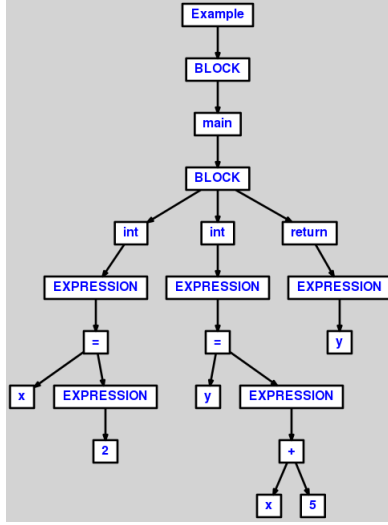 Example
BLOCK
main
BLOCK
int int return
EXPRESSION EXPRESSION EXPRESSION
= = y
x EXPRESSION y EXPRESSION
2 +
x 5